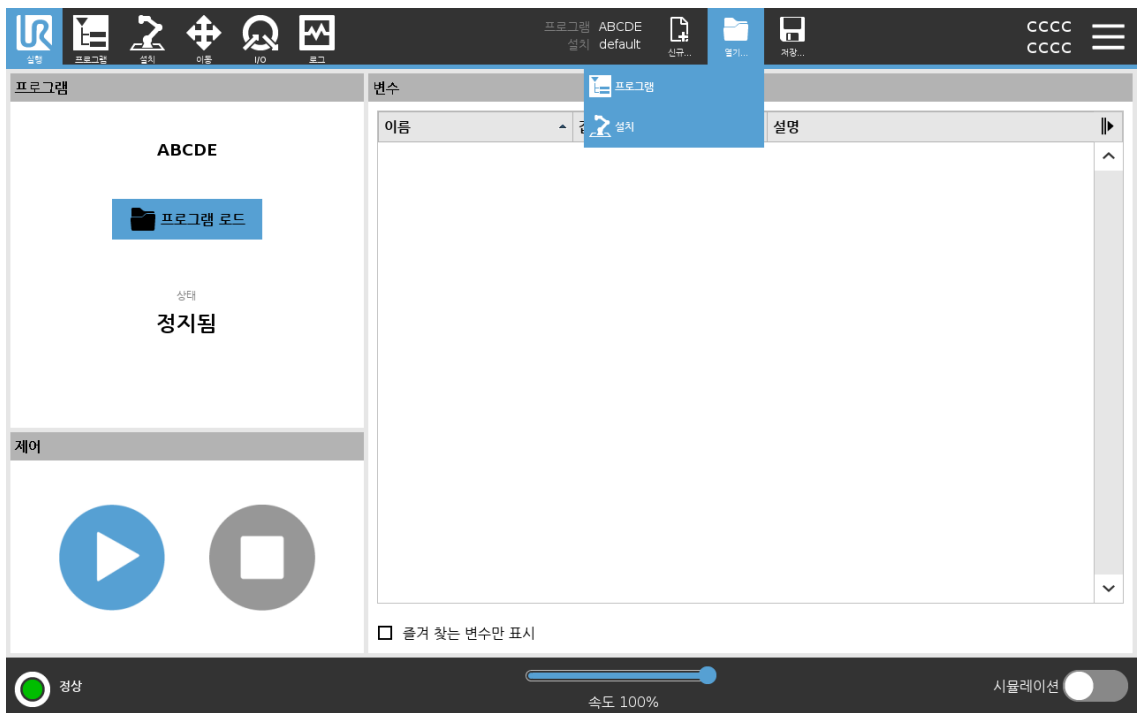 UR
실행
프로그램
설치
이동
I/O
로그
프로그램 ABCDE
설치 default
신규...
열기...
저장...
CCCC
CCCC
프로그램
설치
프로그램
ABCDE
프로그램 로드
상태
정지됨
제어
변수
이름
설명
즐겨 찾는 변수만 표시
정상
속도 100%
시뮬레이션